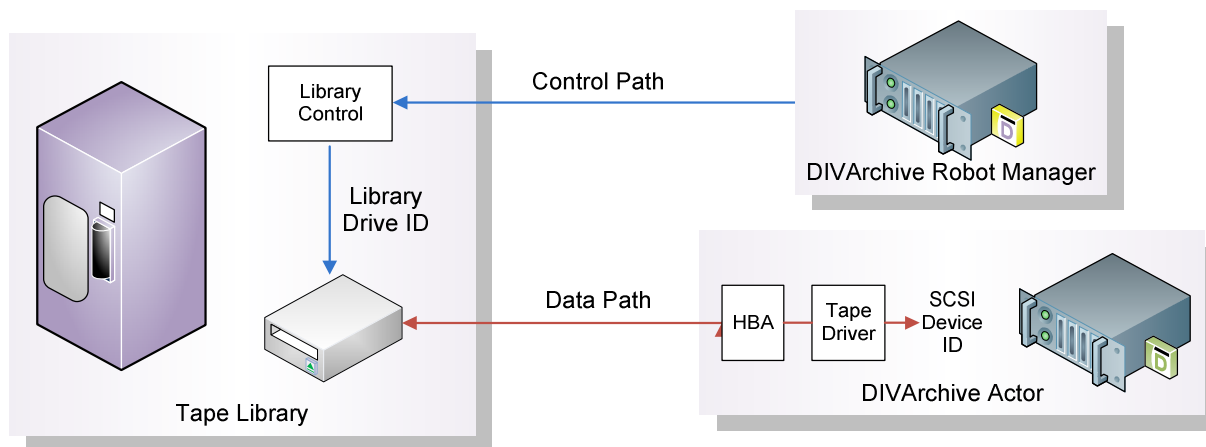 Library
Control
Control Path
D
DIVArchive Robot Manager
Library
Drive ID
Data Path
HBA
Tape
Driver
SCSI
Device
ID
D
DIVArchive Actor
Tape Library